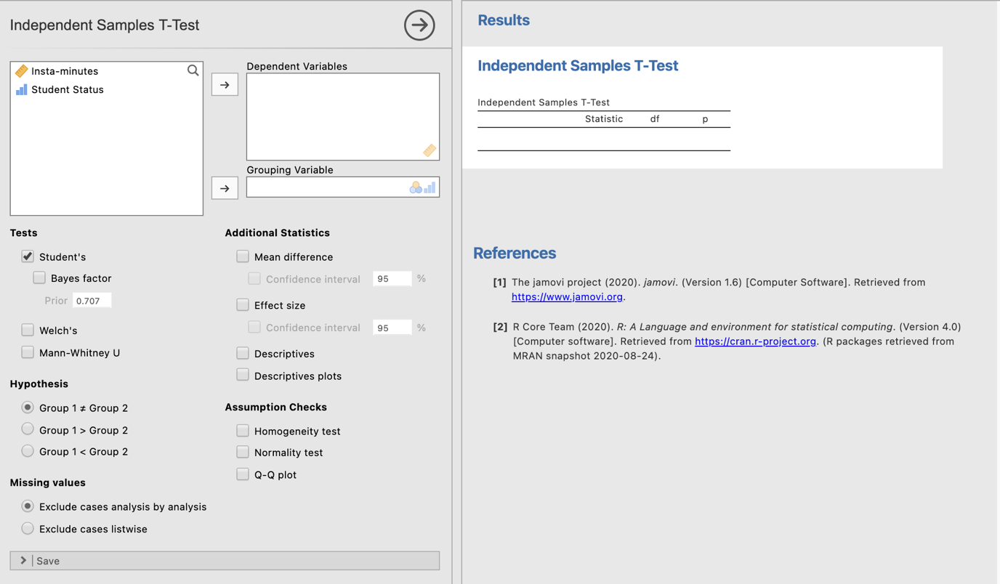 Independent Samples T-Test
Insta-minutes
Student Status
Dependent Variables
Grouping Variable
Tests
Student's
Bayes factor
Prior 0.707
Welch's
Mann-Whitney U
Hypothesis
Group 1 ≠ Group 2
Group 1 > Group 2
Group 1 < Group 2
Missing values
Exclude cases analysis by analysis
Exclude cases listwise
Additional Statistics
Mean difference
Confidence interval 95 %
Effect size
Confidence interval 95 %
Descriptives
Descriptives plots
Assumption Checks
Homogeneity test
Normality test
Q-Q plot
Save
Results
Independent Samples T-Test
Independent Samples T-Test
Statistic df p
References
[1] The jamovi project (2020). jamovi. (Version 1.6) [Computer Software]. Retrieved from
https://www.jamovi.org.
[2] R Core Team (2020). R: A Language and environment for statistical computing. (Version 4.0)
[Computer software]. Retrieved from https://cran.r-project.org. (R packages retrieved from
MRAN snapshot 2020-08-24).